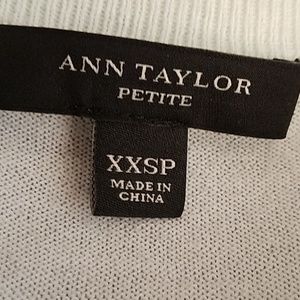 ANN TAYLOR
PETITE
XXSP
MADE IN
CHINA